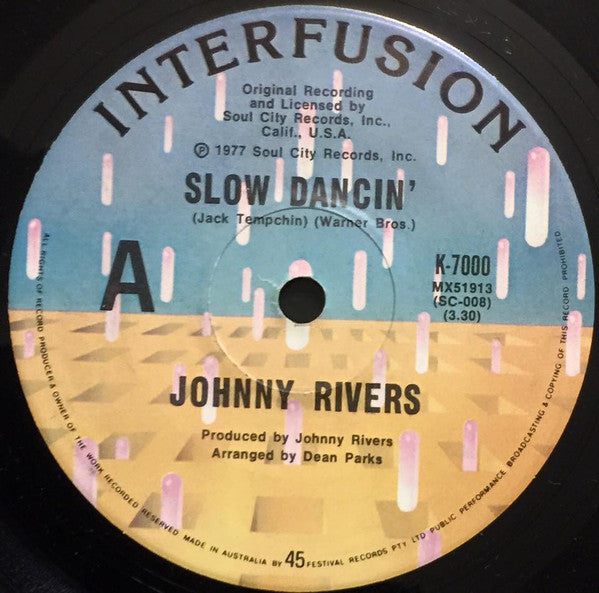 INTERFUSION
Original Recording
and Licensed by
Soul City Records, Inc.,
Calif., U.S.A.
℗ 1977 Soul City Records, Inc.
SLOW DANCIN'
(Jack Tempchin) (Warner Bros.)
A
K-7000
MX51913
(SC-008)
(3.30)
JOHNNY RIVERS
Produced by Johnny Rivers
Arranged by Dean Parks
ALL RIGHTS OF RECORD PRODUCER & OWNER OF THE WORK RECORDED RESERVED MADE IN AUSTRALIA BY 45 FESTIVAL RECORDS PTY LTD PUBLIC PERFORMANCE BROADCASTING & COPYING OF THIS RECORD PROHIBITED